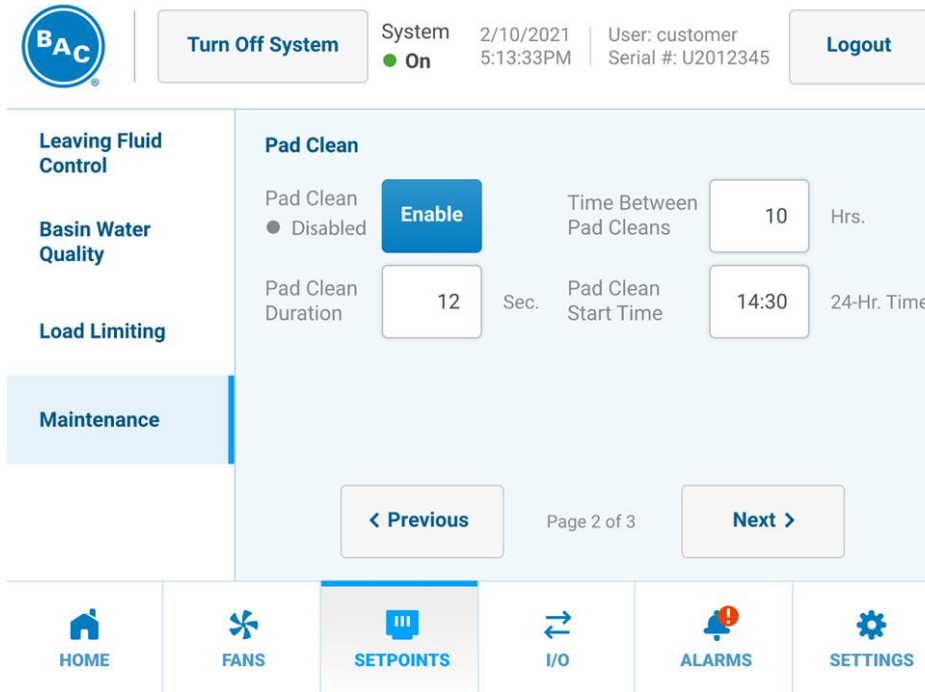 BAC
®
Turn Off System
System
On
2/10/2021
5:13:33PM
User: customer
Serial #: U2012345
Logout
Leaving Fluid
Control
Basin Water
Quality
Load Limiting
Maintenance
Pad Clean
Pad Clean
Disabled
Enable
Time Between
Pad Cleans
10
Hrs.
Pad Clean
Duration
12
Sec.
Pad Clean
Start Time
14:30
24-Hr. Time
< Previous
Page 2 of 3
Next >
HOME
FANS
SETPOINTS
I/O
ALARMS
SETTINGS